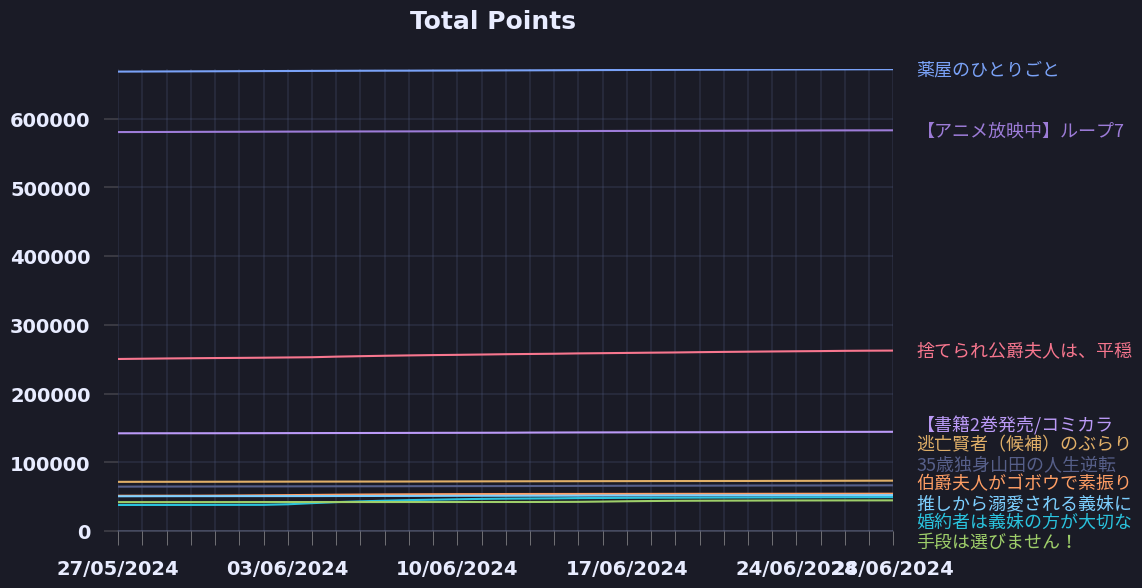 Total Points
薬屋のひとりごと
600000
【アニメ放映中】ループ7
500000
400000
300000
捨てられ公爵夫人は、平穏
200000
【書籍2巻発売/コミカラ
逃亡賢者（候補）のぶらり
100000
35歳独身山田の人生逆転
伯爵夫人がゴボウで素振り
推しから溺愛される義妹に
婚約者は義妹の方が大切な
0
手段は選びません！
27/05/2024 03/06/2024 10/06/2024 17/06/2024 24/06/2024 28/06/2024